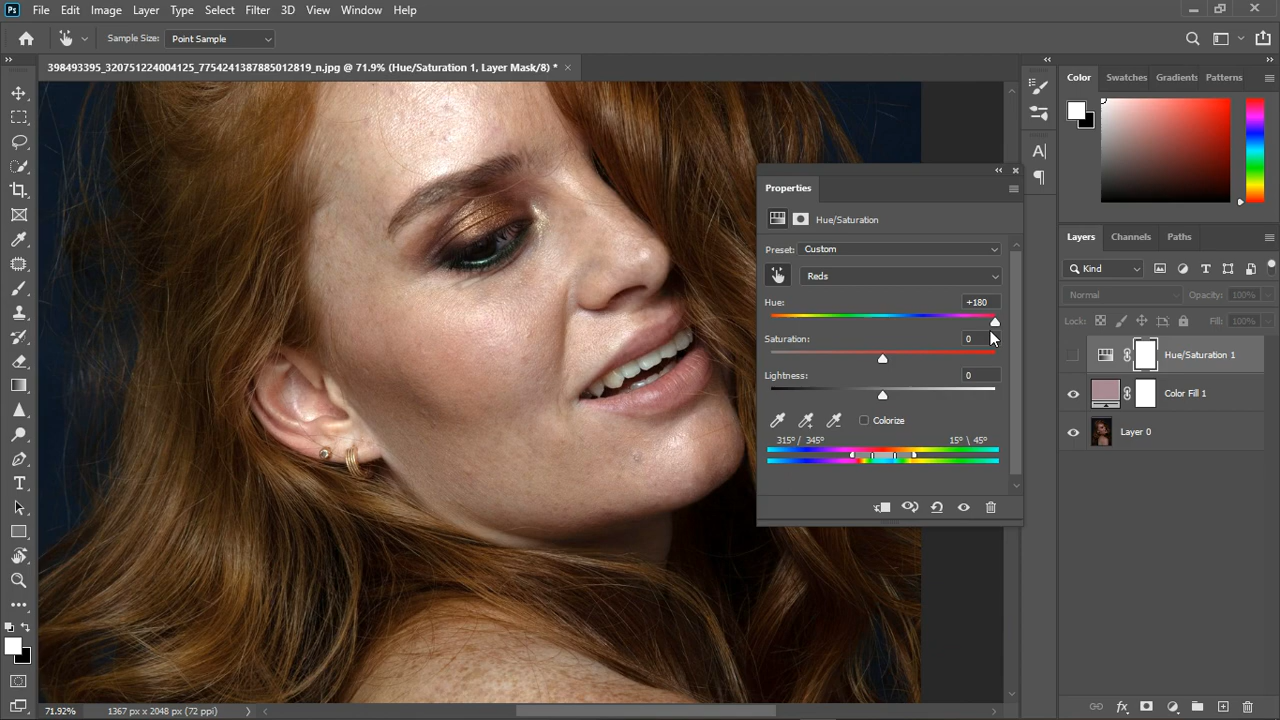 Ps File Edit Image Layer Type Select Filter 3D View Window Help
Sample Size: Point Sample
398493395_320751224004125_7754241387885012819_n.jpg @ 71.9% (Hue/Saturation 1, Layer Mask/8) *
Color Swatches Gradients Patterns
Properties
Hue/Saturation
Preset: Custom
Reds
Hue: +180
Saturation: 0
Lightness: 0
Colorize
315° / 345° 15° \ 45°
Layers Channels Paths
Kind
Normal Opacity: 100%
Lock: Fill: 100%
Hue/Saturation 1
Color Fill 1
Layer 0
71.92% 1367 px x 2048 px (72 ppi)